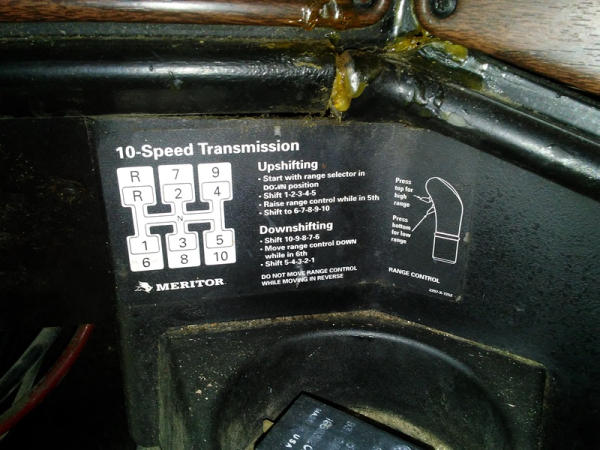 10-Speed Transmission
R 7 9
R 2 4
N
1 3 5
6 8 10
MERITOR
Upshifting
- Start with range selector in
DOWN position
- Shift 1-2-3-4-5
- Raise range control while in 5th
- Shift to 6-7-8-9-10
Downshifting
- Shift 10-9-8-7-6
- Move range control DOWN
while in 6th
- Shift 5-4-3-2-1
DO NOT MOVE RANGE CONTROL
WHILE MOVING IN REVERSE
Press
top for
high
range
Press
bottom
for low
range
RANGE CONTROL
USA